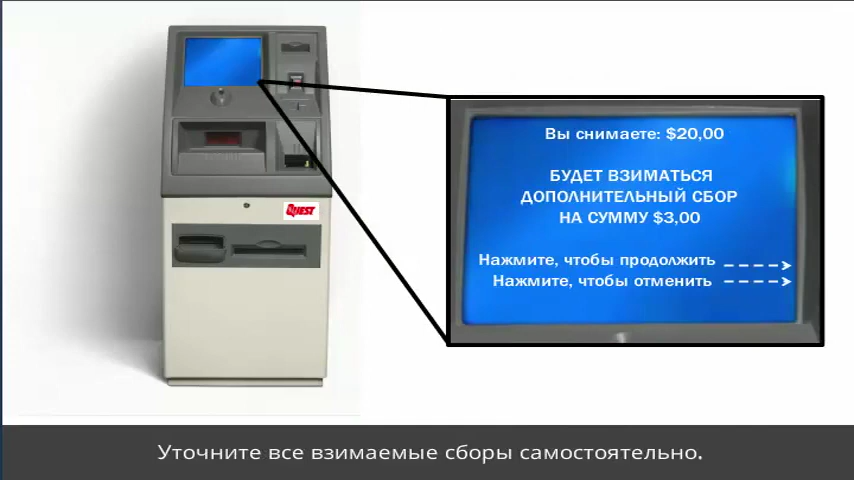 QUEST
Вы снимаете: $20,00
БУДЕТ ВЗИМАТЬСЯ
ДОПОЛНИТЕЛЬНЫЙ СБОР
НА СУММУ $3,00
Нажмите, чтобы продолжить
Нажмите, чтобы отменить
Уточните все взимаемые сборы самостоятельно.